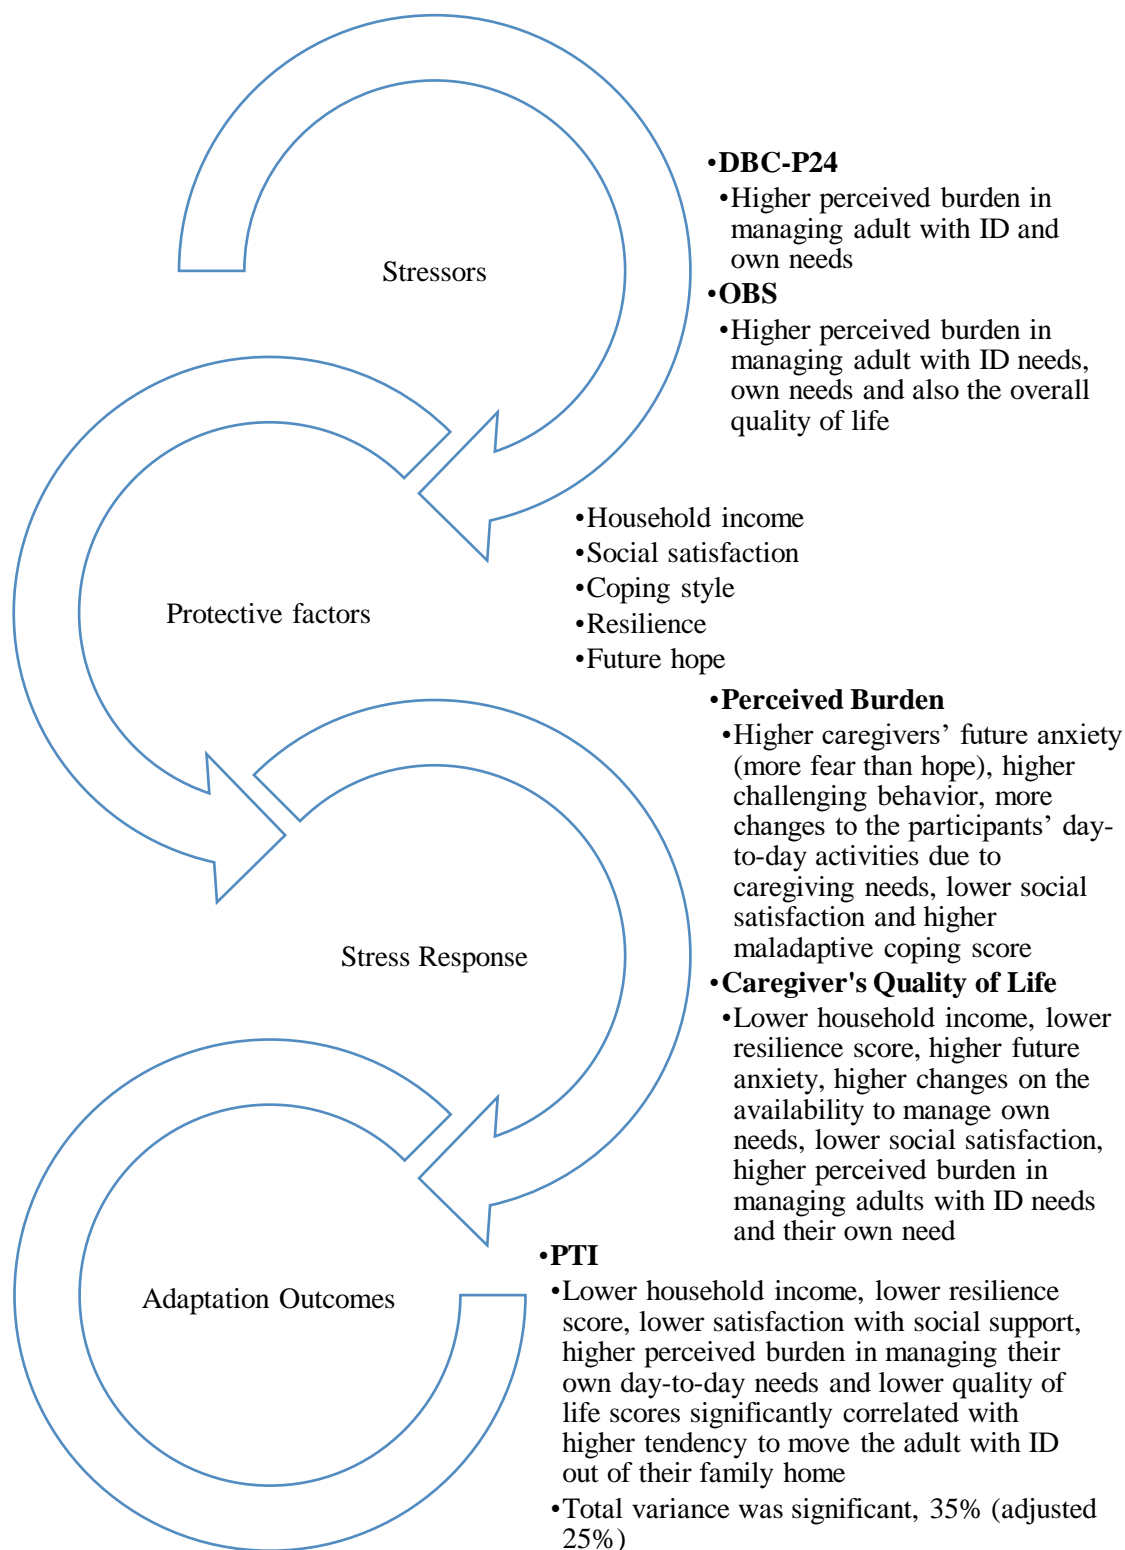 Stressors
•DBC-P24
•Higher perceived burden in
managing adult with ID and
own needs
•OBS
•Higher perceived burden in
managing adult with ID needs,
own needs and also the overall
quality of life
Protective factors
•Household income
•Social satisfaction
•Coping style
•Resilience
•Future hope
Stress Response
•Perceived Burden
•Higher caregivers’ future anxiety
(more fear than hope), higher
challenging behavior, more
changes to the participants’ day-
to-day activities due to
caregiving needs, lower social
satisfaction and higher
maladaptive coping score
•Caregiver's Quality of Life
•Lower household income, lower
resilience score, higher future
anxiety, higher changes on the
availability to manage own
needs, lower social satisfaction,
higher perceived burden in
managing adults with ID needs
and their own need
Adaptation Outcomes
•PTI
•Lower household income, lower resilience
score, lower satisfaction with social support,
higher perceived burden in managing their
own day-to-day needs and lower quality of
life scores significantly correlated with
higher tendency to move the adult with ID
out of their family home
•Total variance was significant, 35% (adjusted
25%)